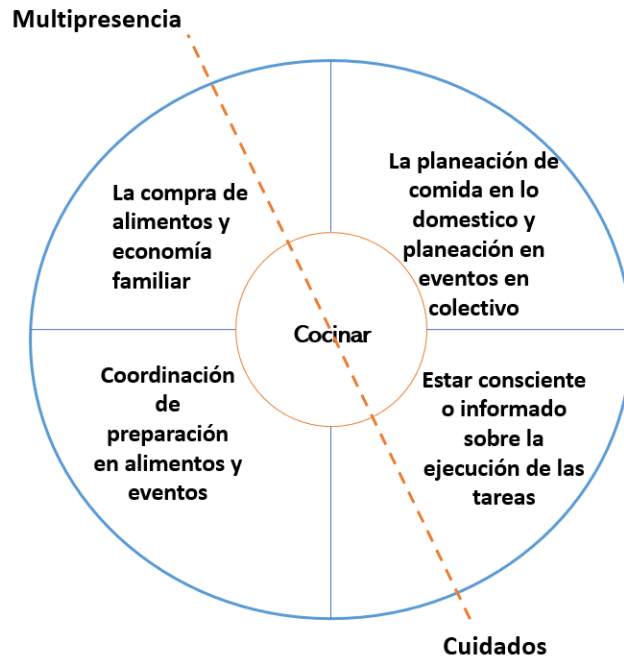 Multipresencia
La compra de
alimentos y
economía
familiar
La planeación de
comida en lo
domestico y
planeación en
eventos en
colectivo
Cocinar
Coordinación
de
preparación
en alimentos y
eventos
Estar consciente
o informado
sobre la
ejecución de las
tareas
Cuidados